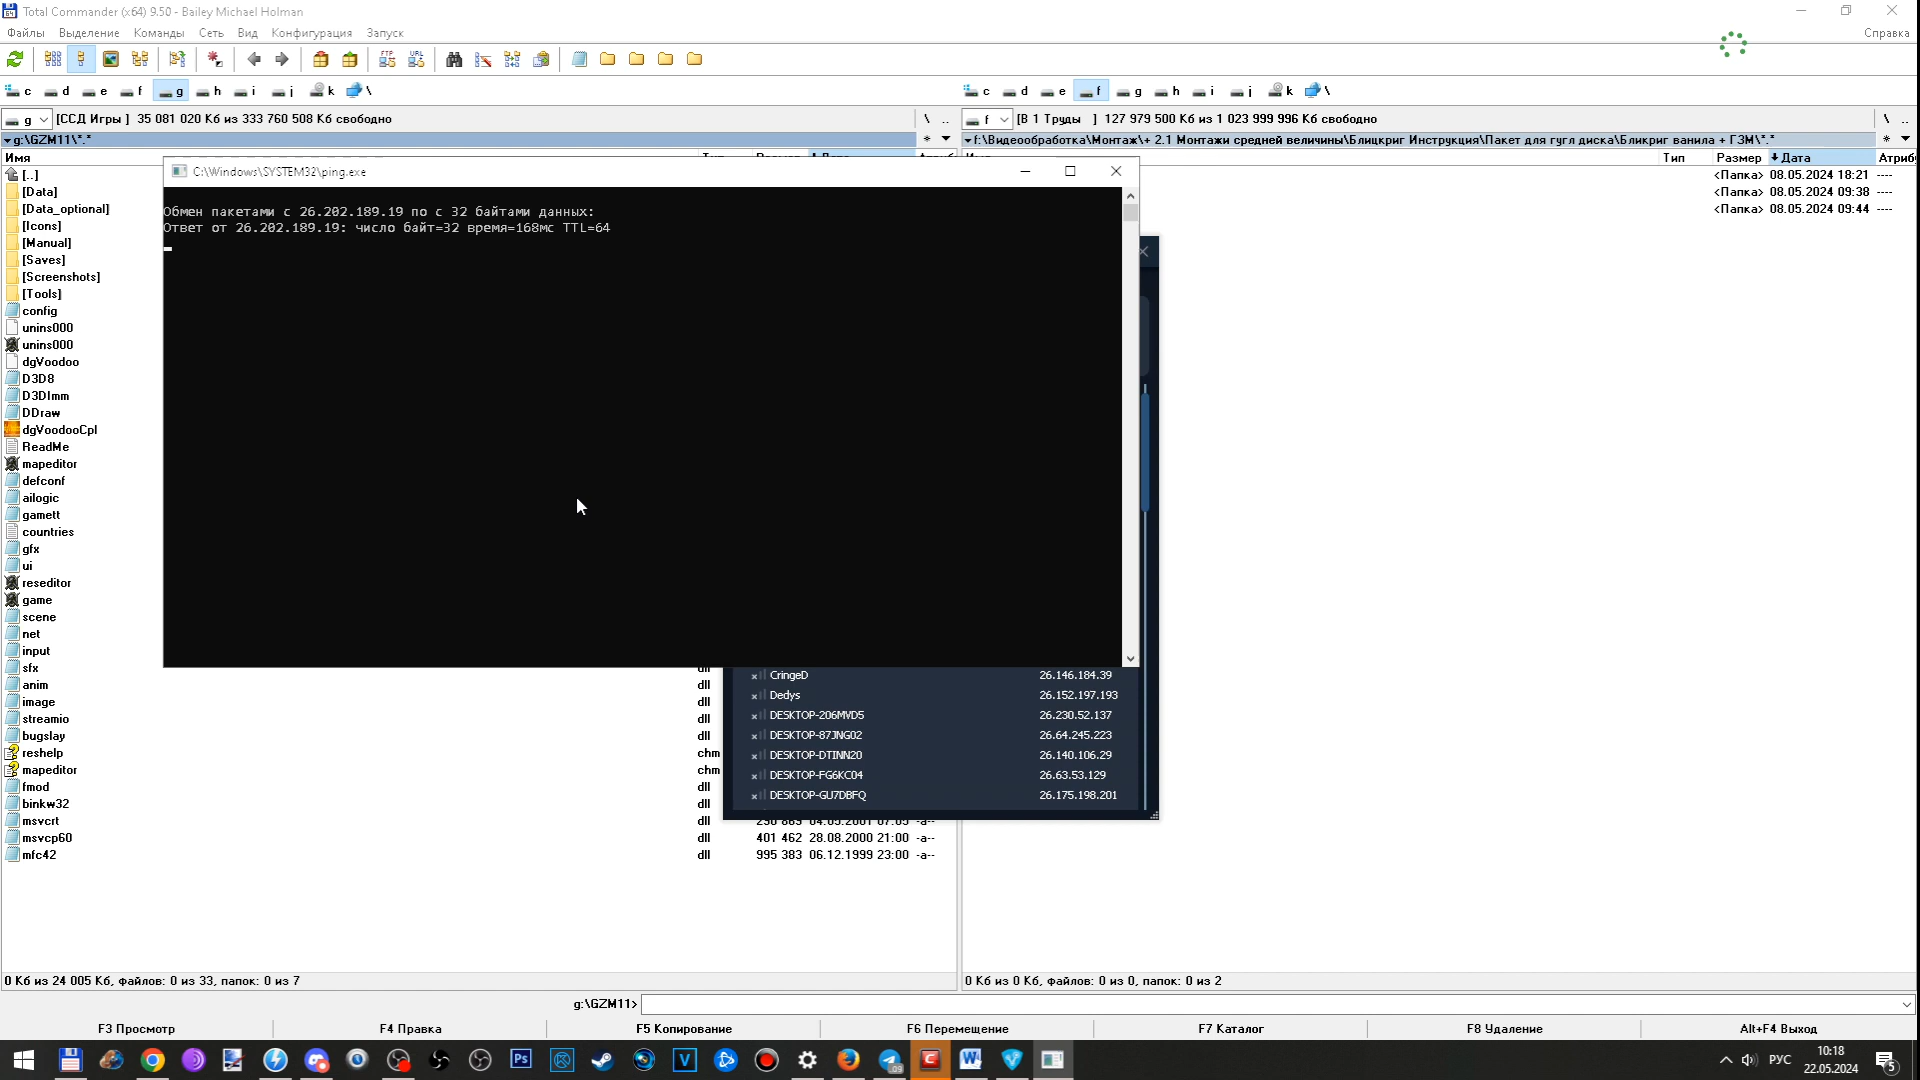 Total Commander (x64) 9.50 - Bailey Michael Holman
Файлы Выделение Команды Сеть Вид Конфигурация Запуск Справка
c d e f g h i j k \
c d e f g h i j k \
g [ССД Игры ] 35 081 020 Кб из 333 760 508 Кб свободно \ ..
f [В 1 Труды ] 127 979 500 Кб из 1 023 999 996 Кб свободно \ ..
g:\GZM11\*.* * 
f:\Видеообработка\Монтаж\+ 2.1 Монтажи средней величины\Блицкриг Инструкция\Пакет для гугл диска\Бликриг ванила + ГЗМ\*.* *
Имя
Тип Размер Дата Атриб
[..]
[Data]
[Data_optional]
[Icons]
[Manual]
[Saves]
[Screenshots]
[Tools]
config
unins000
unins000
dgVoodoo
D3D8
D3DImm
DDraw
dgVoodooCpl
ReadMe
mapeditor
defconf
ailogic
gamett
countries
gfx
ui
reseditor
game
scene
net
input
sfx
anim dll
image dll
streamio dll
bugslay dll
reshelp chm
mapeditor chm
fmod dll
binkw32 dll
msvcrt dll
msvcp60 dll 401 462 28.08.2000 21:00 -a--
mfc42 dll 995 383 06.12.1999 23:00 -a--
<Папка> 08.05.2024 18:21 ----
<Папка> 08.05.2024 09:38 ----
<Папка> 08.05.2024 09:44 ----
C:\Windows\SYSTEM32\ping.exe
Обмен пакетами с 26.202.189.19 по с 32 байтами данных:
Ответ от 26.202.189.19: число байт=32 время=168мс TTL=64
CringeD 26.146.184.39
Dedys 26.152.197.193
DESKTOP-206MVD5 26.230.52.137
DESKTOP-87JNG02 26.64.245.223
DESKTOP-DTINN20 26.140.106.29
DESKTOP-FG6KC04 26.63.53.129
DESKTOP-GU7DBFQ 26.175.198.201
0 Кб из 24 005 Кб, файлов: 0 из 33, папок: 0 из 7
0 Кб из 0 Кб, файлов: 0 из 0, папок: 0 из 2
g:\GZM11>
F3 Просмотр F4 Правка F5 Копирование F6 Перемещение F7 Каталог F8 Удаление Alt+F4 Выход
РУС
10:18
22.05.2024
5